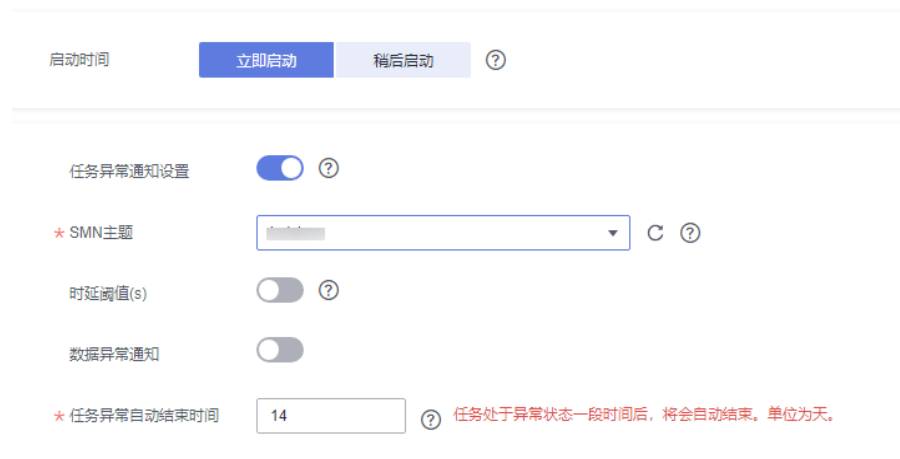 启动时间 立即启动 稍后启动 ?
任务异常通知设置 ?
* SMN主题 ?
时延阈值(s) ?
数据异常通知
* 任务异常自动结束时间 14 ? 任务处于异常状态一段时间后，将会自动结束。单位为天。